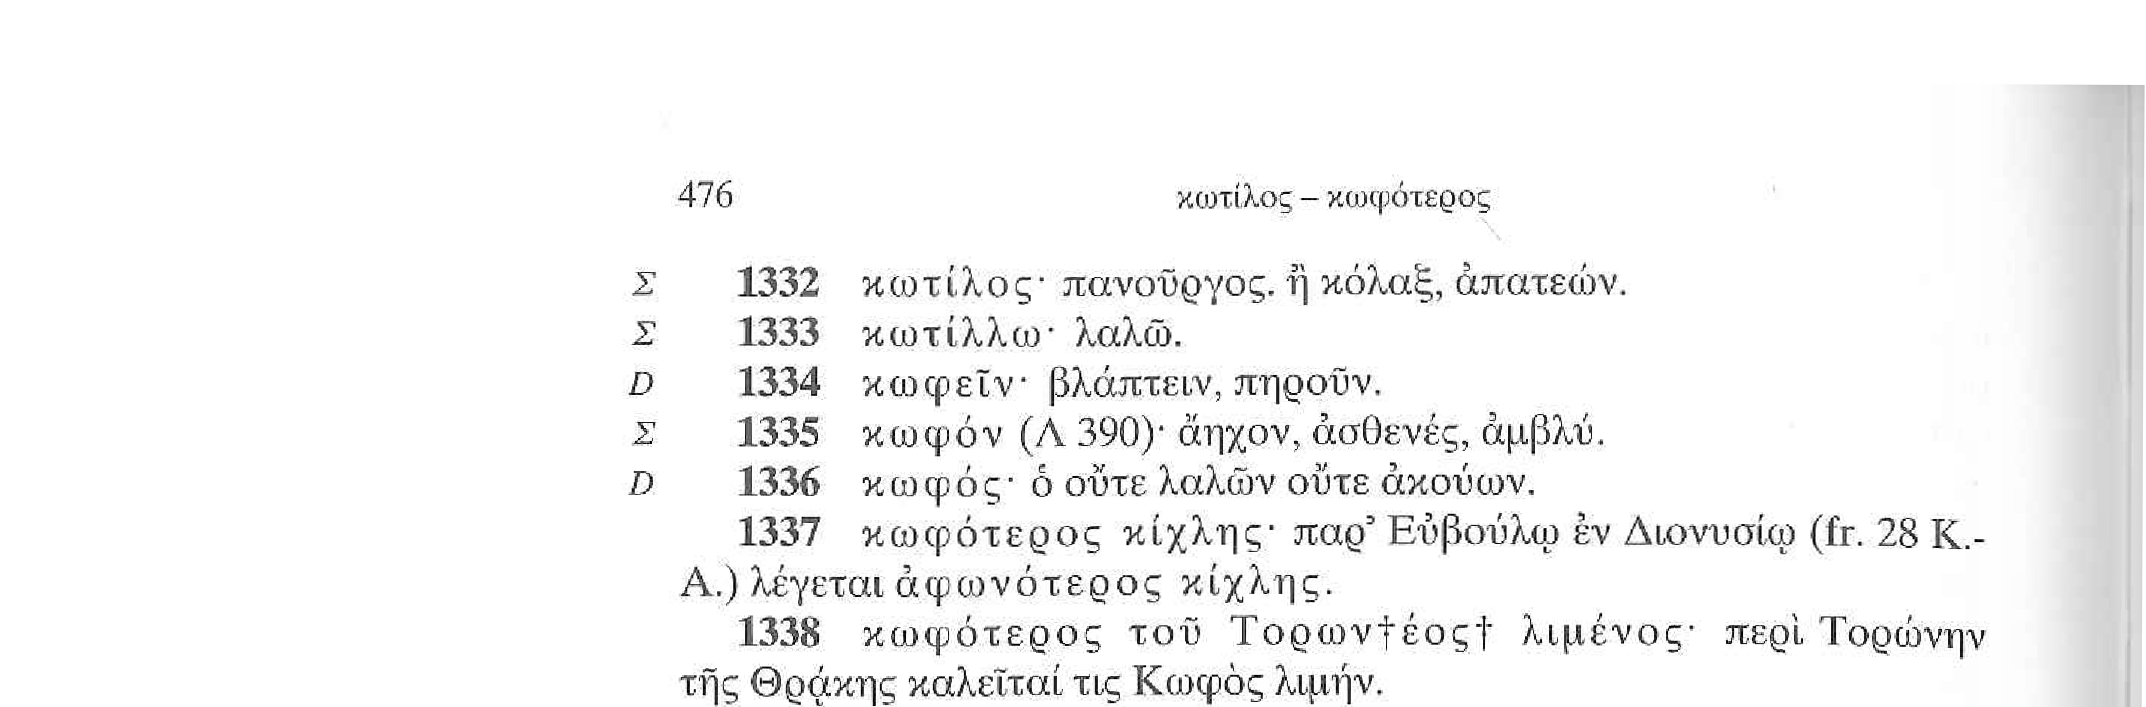 476 κωτίλος – κωφότερος
Σ 1332 κωτίλος· πανοῦργος. ἢ κόλαξ, ἀπατεών.
Σ 1333 κωτίλλω· λαλῶ.
D 1334 κωφεῖν· βλάπτειν, πηροῦν.
Σ 1335 κωφόν (Λ 390)· ἄηχον, ἀσθενές, ἀμβλύ.
D 1336 κωφός· ὁ οὔτε λαλῶν οὔτε ἀκούων.
1337 κωφότερος κίχλης· παρ’ Εὐβούλῳ ἐν Διονυσίῳ (fr. 28 K.-
A.) λέγεται ἀφωνότερος κίχλης.
1338 κωφότερος τοῦ Τορων†έος† λιμένος· περὶ Τορώνην
τῆς Θρᾴκης καλεῖταί τις Κωφὸς λιμήν.